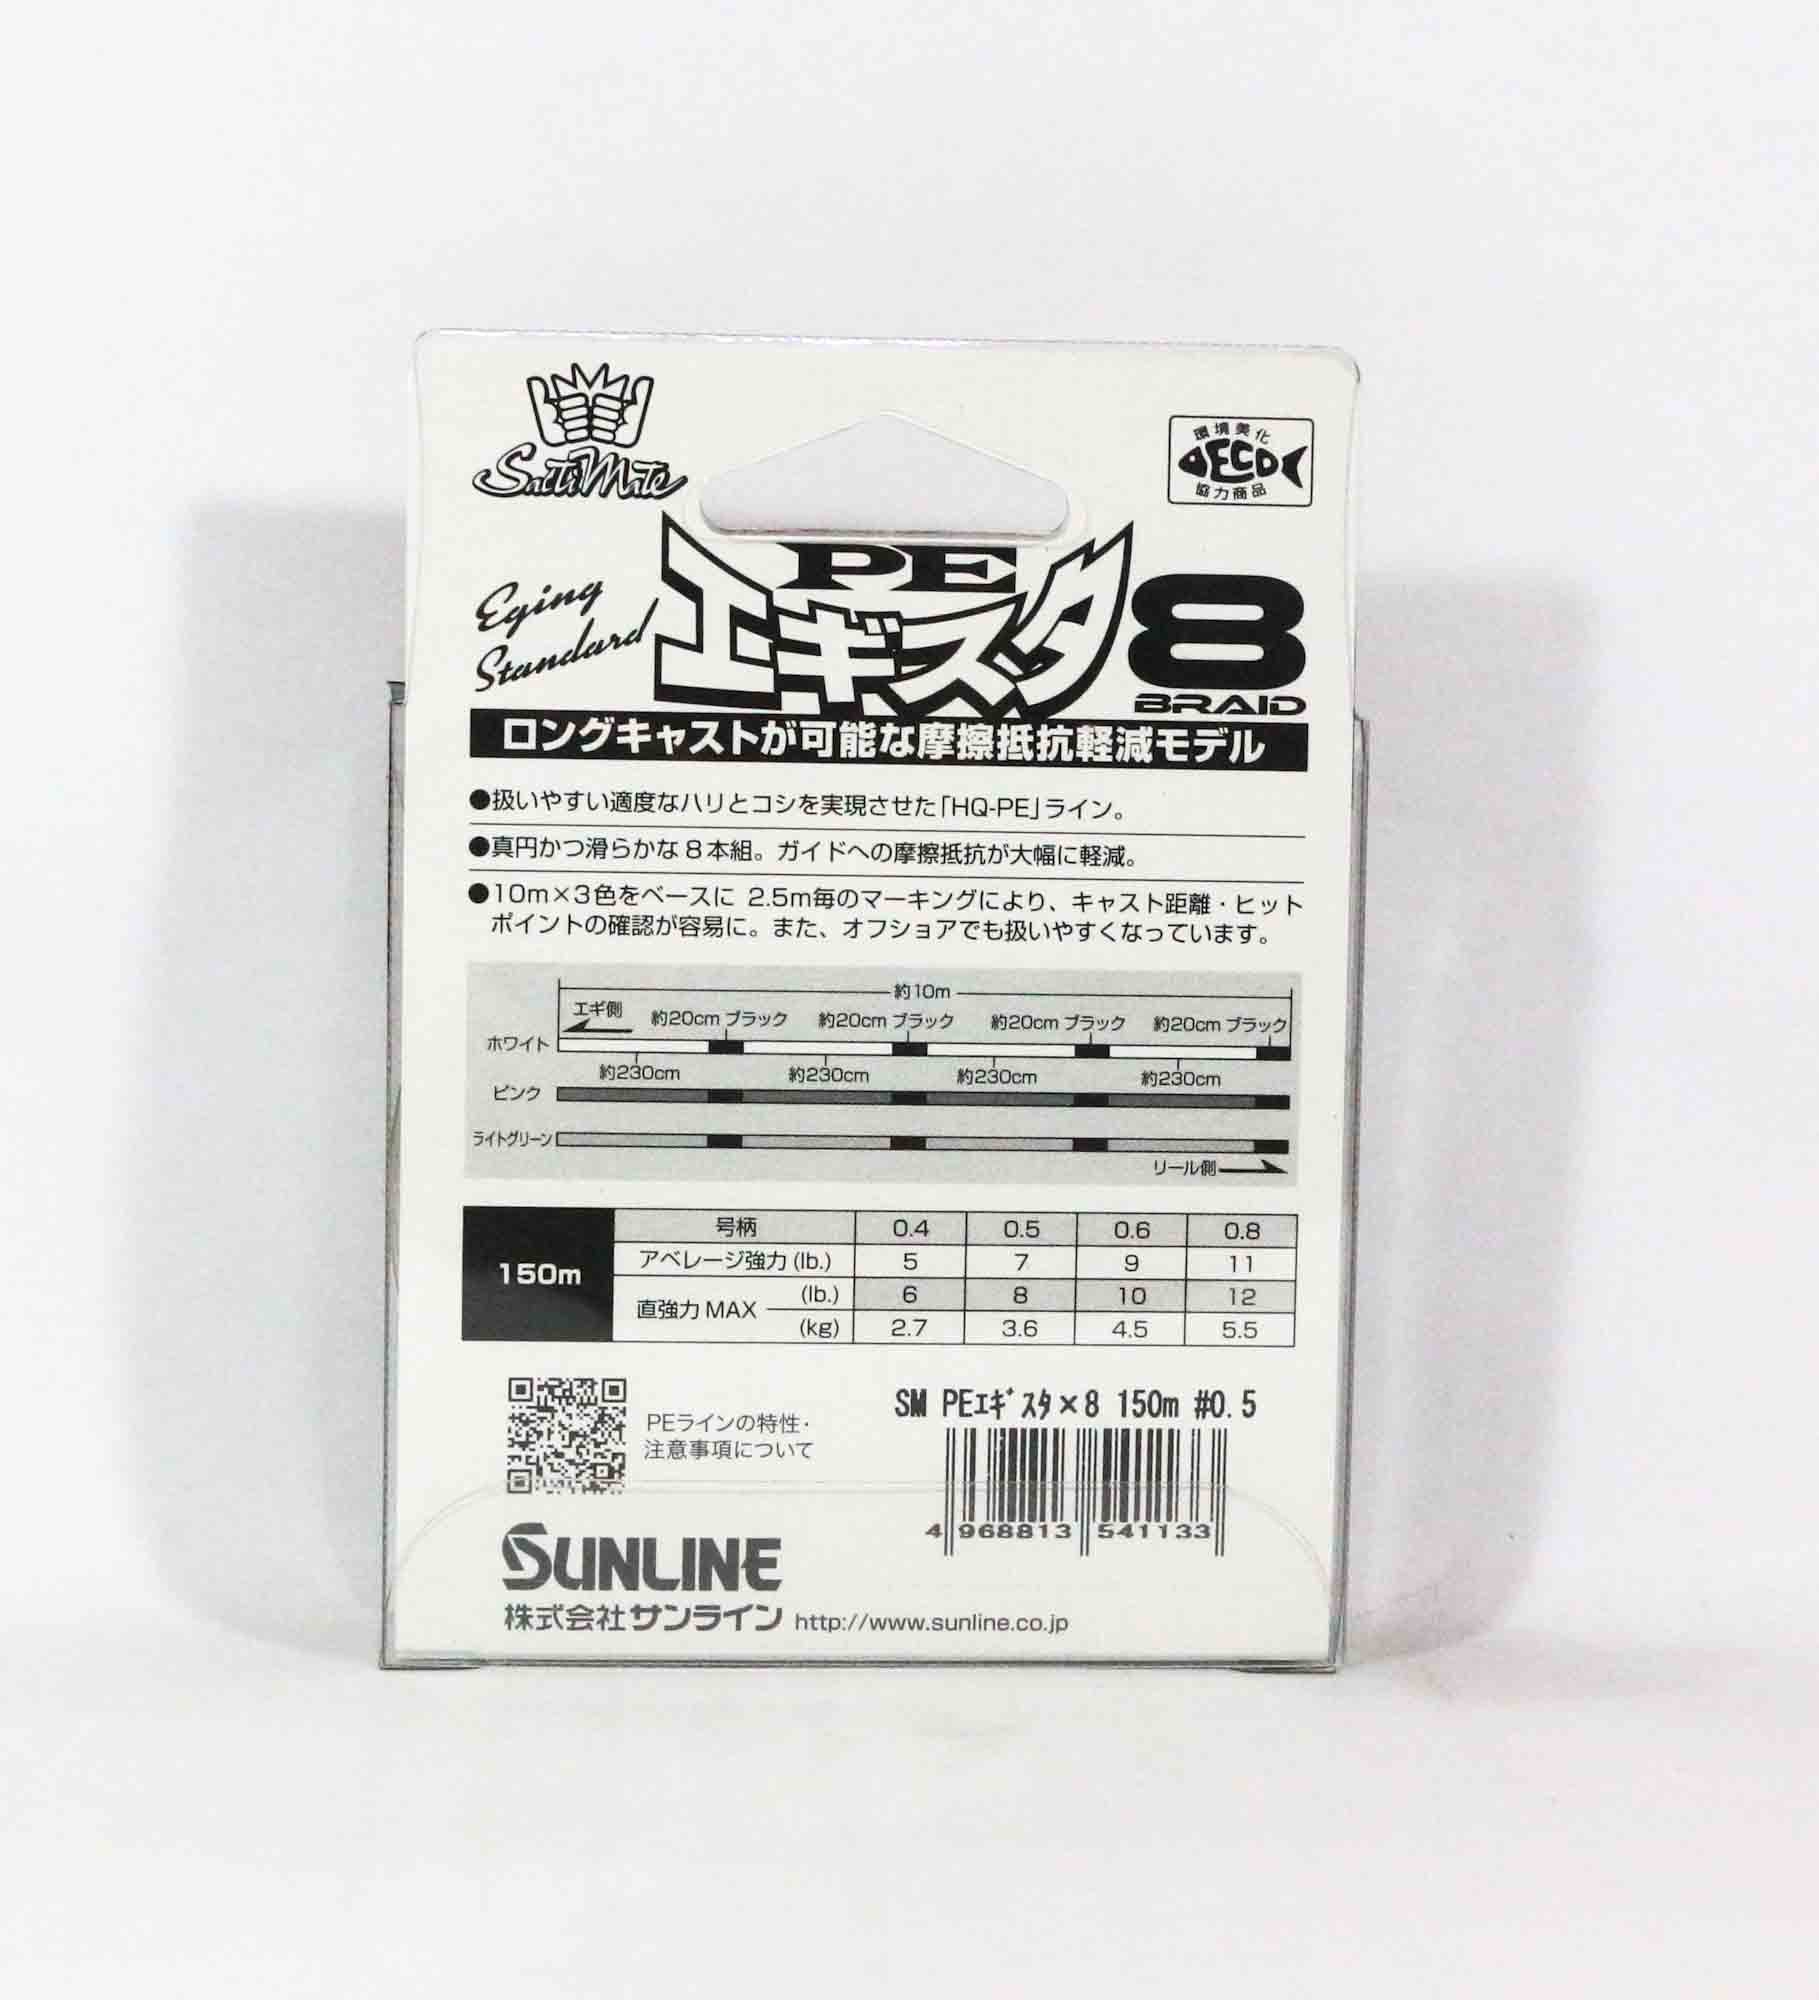 SaltiMate
環境美化
ECO
協力商品
Eging
Standard
PE
エギスタ
8
BRAID
ロングキャストが可能な摩擦抵抗軽減モデル
●扱いやすい適度なハリとコシを実現させた「HQ-PE」ライン。
●真円かつ滑らかな8本組。ガイドへの摩擦抵抗が大幅に軽減。
●10m×3色をベースに 2.5m毎のマーキングにより、キャスト距離・ヒット
ポイントの確認が容易に。また、オフショアでも扱いやすくなっています。
約10m
エギ側 約20cm ブラック 約20cm ブラック 約20cm ブラック 約20cm ブラック
ホワイト
約230cm 約230cm 約230cm 約230cm
ピンク
ライトグリーン
リール側
150m
号柄 0.4 0.5 0.6 0.8
アベレージ強力 (lb.) 5 7 9 11
直強力 MAX (lb.) 6 8 10 12
(kg) 2.7 3.6 4.5 5.5
PEラインの特性・
注意事項について
SM PEｴｷﾞｽﾀ×8 150m #0.5
4 968813 541133
SUNLINE
株式会社サンライン http://www.sunline.co.jp